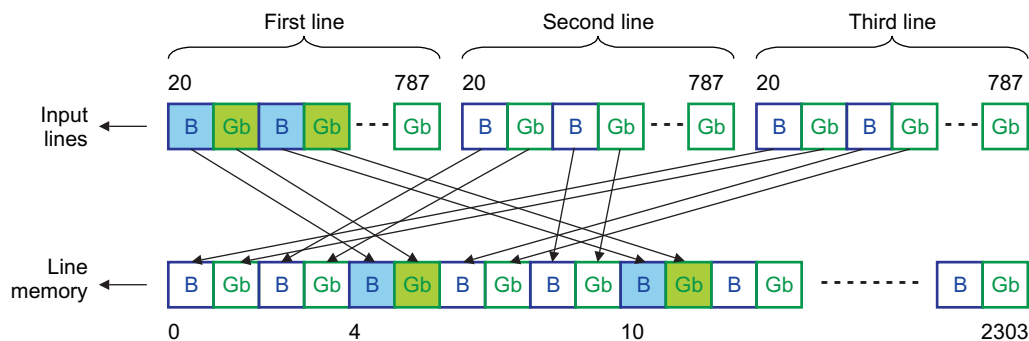 First line Second line Third line
20 787 20 787 20 787
Input lines
B Gb B Gb Gb B Gb B Gb Gb B Gb B Gb Gb
Line memory
B Gb B Gb B Gb B Gb B Gb B Gb B Gb B Gb
0 4 10 2303